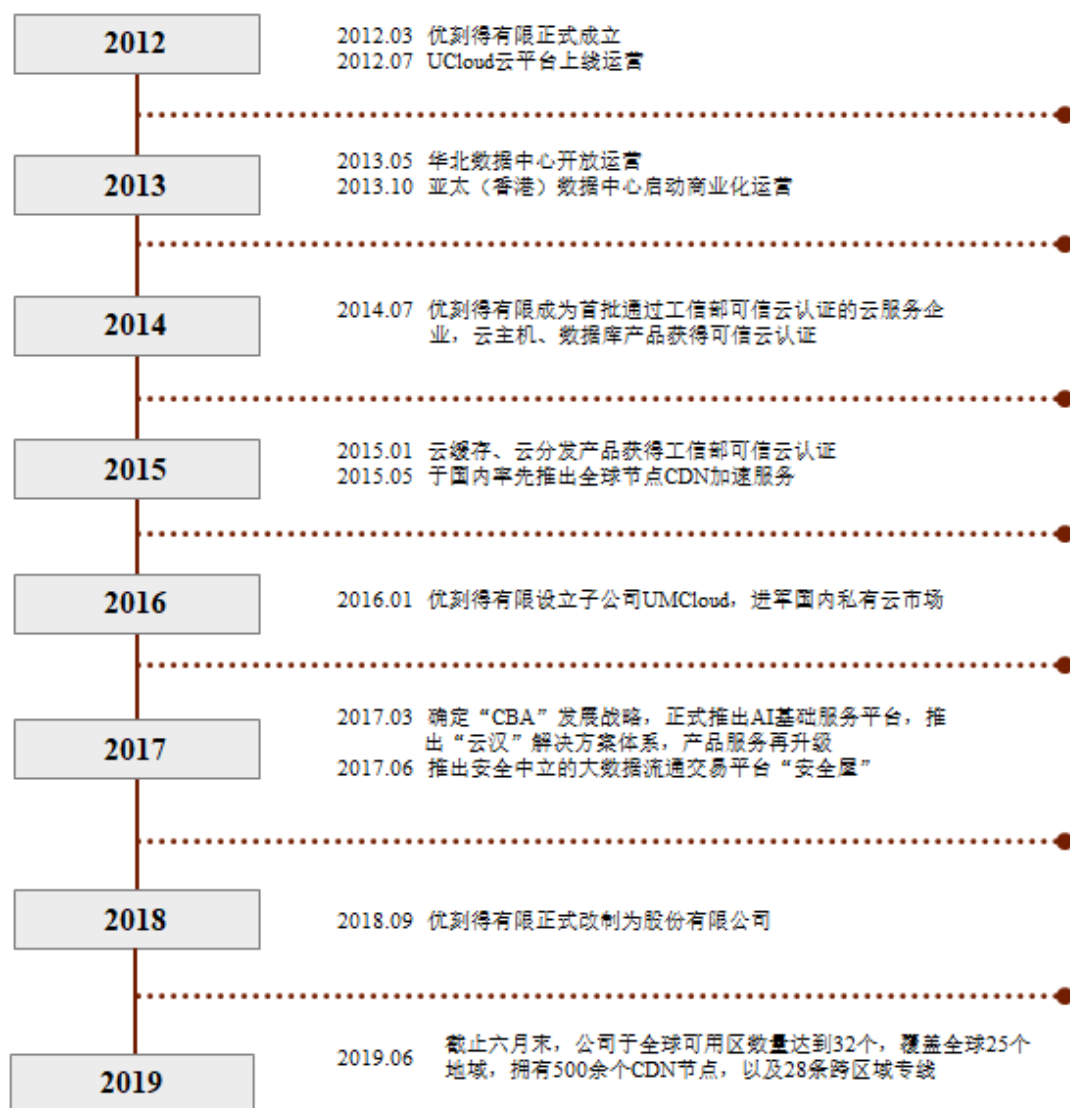 2012
2012.03 优刻得有限正式成立
2012.07 UCloud云平台上线运营
2013
2013.05 华北数据中心开放运营
2013.10 亚太（香港）数据中心启动商业化运营
2014
2014.07 优刻得有限成为首批通过工信部可信云认证的云服务企
业，云主机、数据库产品获得可信云认证
2015
2015.01 云缓存、云分发产品获得工信部可信云认证
2015.05 于国内率先推出全球节点CDN加速服务
2016
2016.01 优刻得有限设立子公司UMCloud，进军国内私有云市场
2017
2017.03 确定“CBA”发展战略，正式推出AI基础服务平台，推
出“云汉”解决方案体系，产品服务再升级
2017.06 推出安全中立的大数据流通交易平台“安全屋”
2018
2018.09 优刻得有限正式改制为股份有限公司
2019
2019.06 截止六月末，公司于全球可用区数量达到32个，覆盖全球25个
地域，拥有500余个CDN节点，以及28条跨区域专线